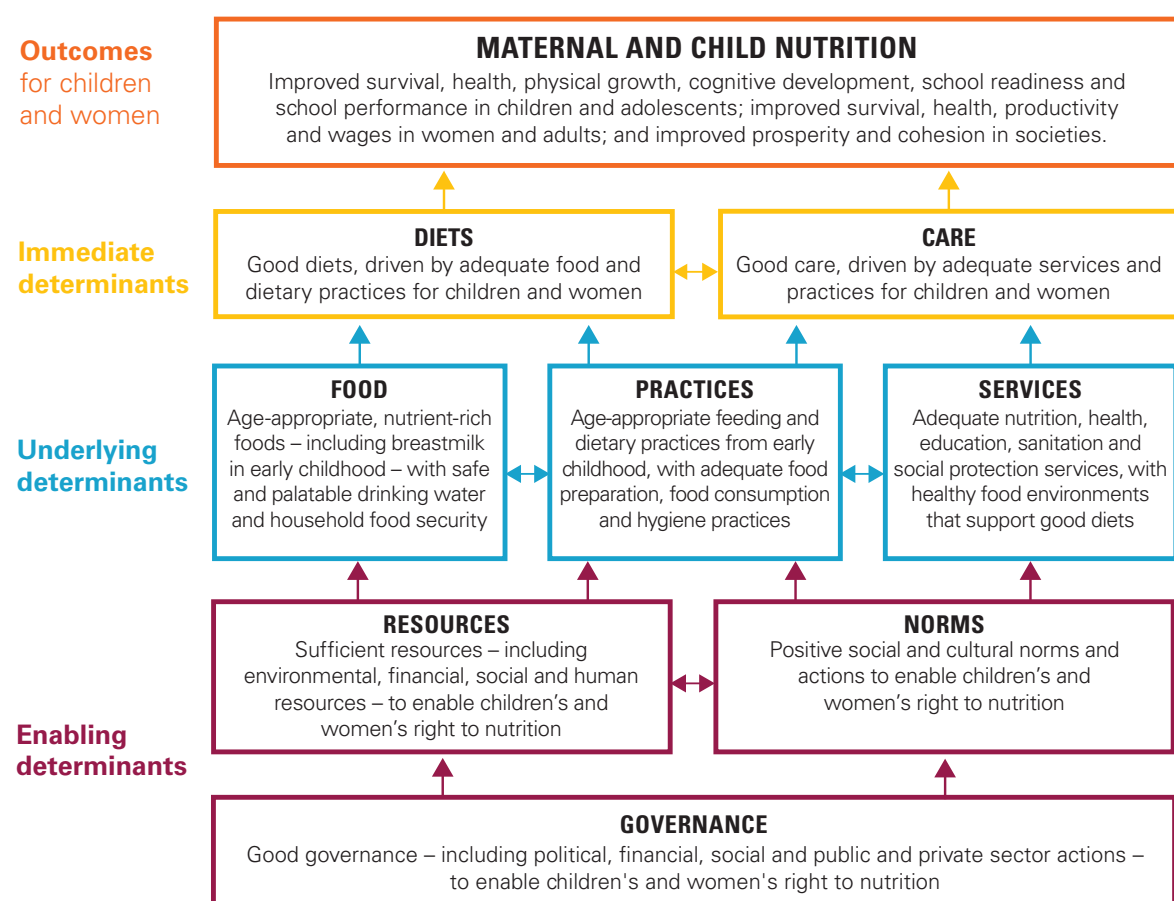 Outcomes
for children
and women
MATERNAL AND CHILD NUTRITION
Improved survival, health, physical growth, cognitive development, school readiness and
school performance in children and adolescents; improved survival, health, productivity
and wages in women and adults; and improved prosperity and cohesion in societies.
Immediate
determinants
DIETS
Good diets, driven by adequate food and
dietary practices for children and women
CARE
Good care, driven by adequate services and
practices for children and women
Underlying
determinants
FOOD
Age-appropriate, nutrient-rich
foods – including breastmilk
in early childhood – with safe
and palatable drinking water
and household food security
PRACTICES
Age-appropriate feeding and
dietary practices from early
childhood, with adequate food
preparation, food consumption
and hygiene practices
SERVICES
Adequate nutrition, health,
education, sanitation and
social protection services, with
healthy food environments
that support good diets
Enabling
determinants
RESOURCES
Sufficient resources – including
environmental, financial, social and human
resources – to enable children’s and
women’s right to nutrition
NORMS
Positive social and cultural norms and
actions to enable children’s and
women’s right to nutrition
GOVERNANCE
Good governance – including political, financial, social and public and private sector actions –
to enable children's and women's right to nutrition